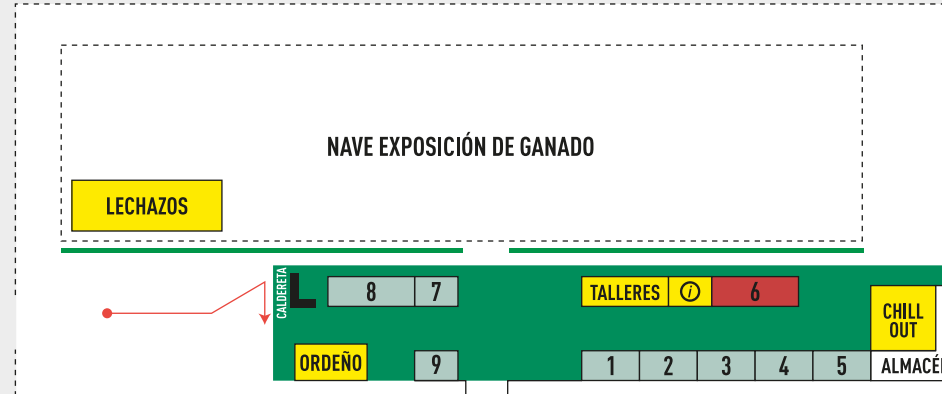 NAVE EXPOSICIÓN DE GANADO
LECHAZOS
CALDERETA
8
7
TALLERES
i
6
CHILL
OUT
ORDEÑO
9
1
2
3
4
5